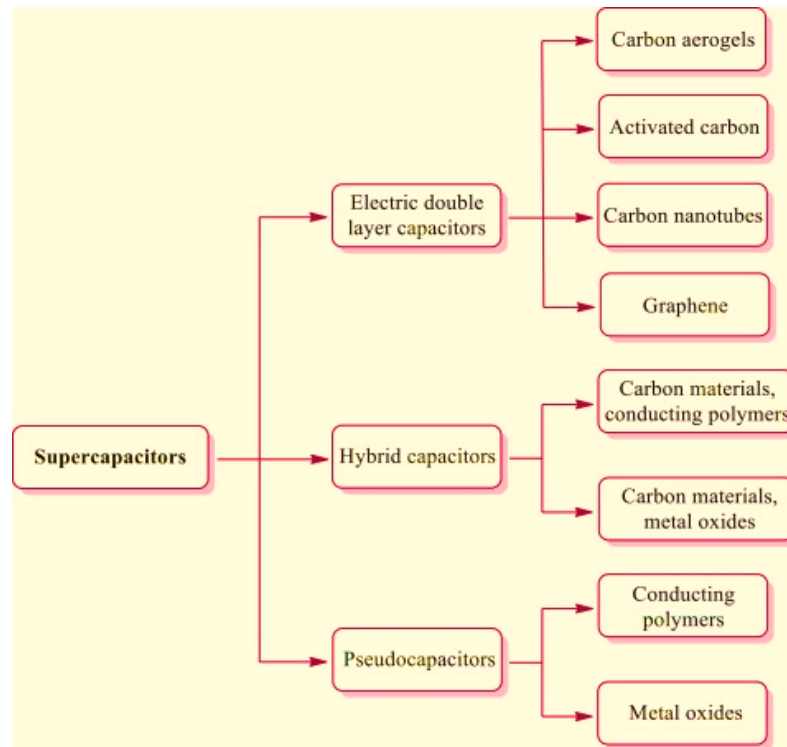 Supercapacitors
Electric double
layer capacitors
Carbon aerogels
Activated carbon
Carbon nanotubes
Graphene
Hybrid capacitors
Carbon materials,
conducting polymers
Carbon materials,
metal oxides
Pseudocapacitors
Conducting
polymers
Metal oxides